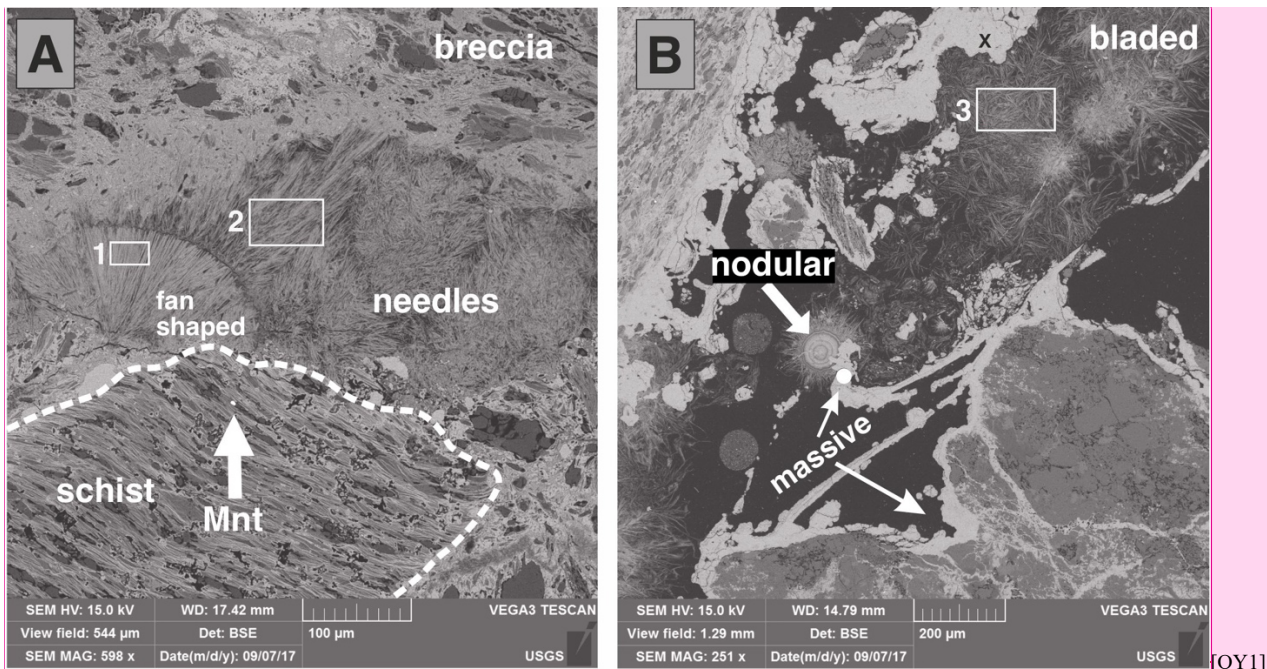 A
breccia
1
2
fan
shaped
needles
schist
Mnt
SEM HV: 15.0 kV
WD: 17.42 mm
VEGA3 TESCAN
View field: 544 µm
Det: BSE
100 µm
SEM MAG: 598 x
Date(m/d/y): 09/07/17
USGS
B
x
bladed
3
nodular
massive
SEM HV: 15.0 kV
WD: 14.79 mm
VEGA3 TESCAN
View field: 1.29 mm
Det: BSE
200 µm
SEM MAG: 251 x
Date(m/d/y): 09/07/17
USGS
[OY1]